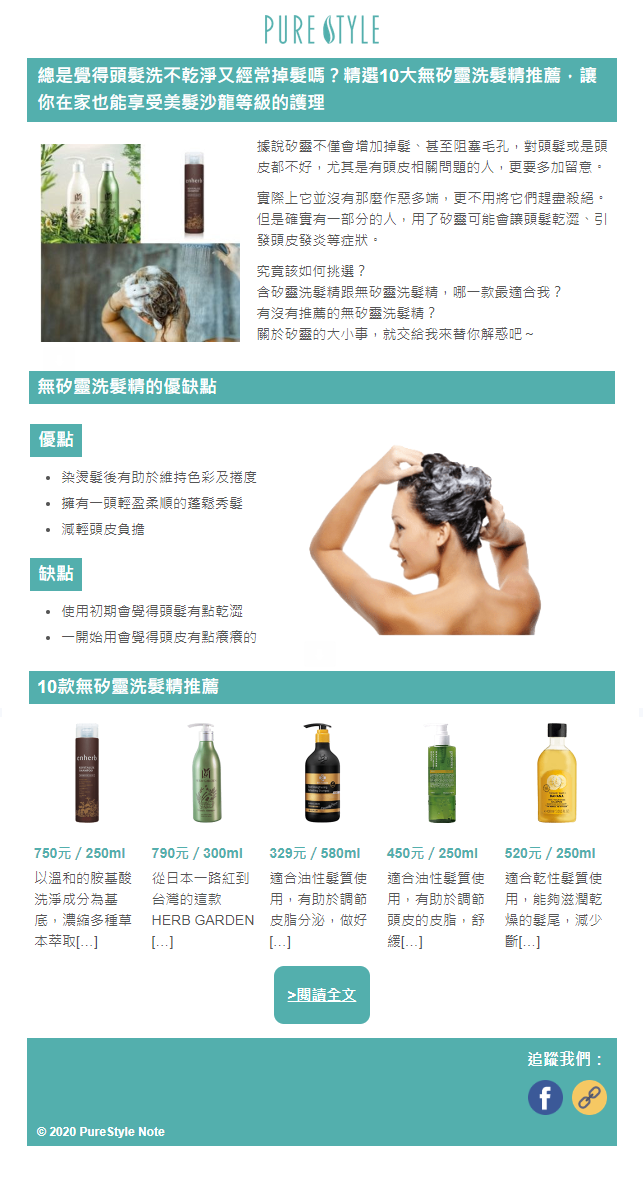 PURE STYLE
總是覺得頭髮洗不乾淨又經常掉髮嗎？精選10大無矽靈洗髮精推薦，讓
你在家也能享受美髮沙龍等級的護理
據說矽靈不僅會增加掉髮、甚至阻塞毛孔，對頭髮或是頭
皮都不好，尤其是有頭皮相關問題的人，更要多加留意。
實際上它並沒有那麼作惡多端，更不用將它們趕盡殺絕。
但是確實有一部分的人，用了矽靈可能會讓頭髮乾澀、引
發頭皮發炎等症狀。
究竟該如何挑選？
含矽靈洗髮精跟無矽靈洗髮精，哪一款最適合我？
有沒有推薦的無矽靈洗髮精？
關於矽靈的大小事，就交給我來替你解惑吧～
enherb
無矽靈洗髮精的優缺點
優點
• 染燙髮後有助於維持色彩及捲度
• 擁有一頭輕盈柔順的蓬鬆秀髮
• 減輕頭皮負擔
缺點
• 使用初期會覺得頭髮有點乾澀
• 一開始用會覺得頭皮有點癢癢的
10款無矽靈洗髮精推薦
enherb
750元 / 250ml
以溫和的胺基酸
洗淨成分為基
底，濃縮多種草
本萃取[…]
790元 / 300ml
從日本一路紅到
台灣的這款
HERB GARDEN
[…]
329元 / 580ml
適合油性髮質使
用，有助於調節
皮脂分泌，做好
[…]
450元 / 250ml
適合油性髮質使
用，有助於調節
頭皮的皮脂，舒
緩[…]
520元 / 250ml
適合乾性髮質使
用，能夠滋潤乾
燥的髮尾，減少
斷[…]
>閱讀全文
追蹤我們：
© 2020 PureStyle Note